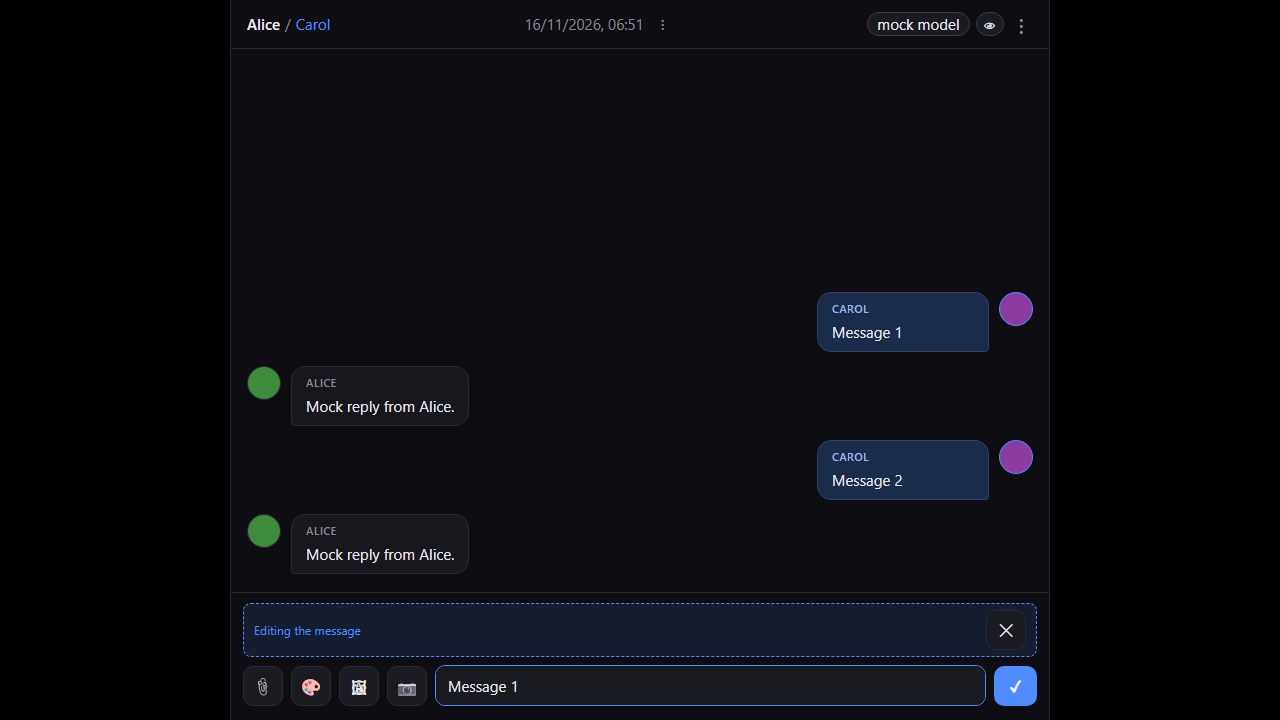 Alice / Carol
16/11/2026, 06:51
mock model
CAROL
Message 1
ALICE
Mock reply from Alice.
CAROL
Message 2
ALICE
Mock reply from Alice.
Editing the message
Message 1